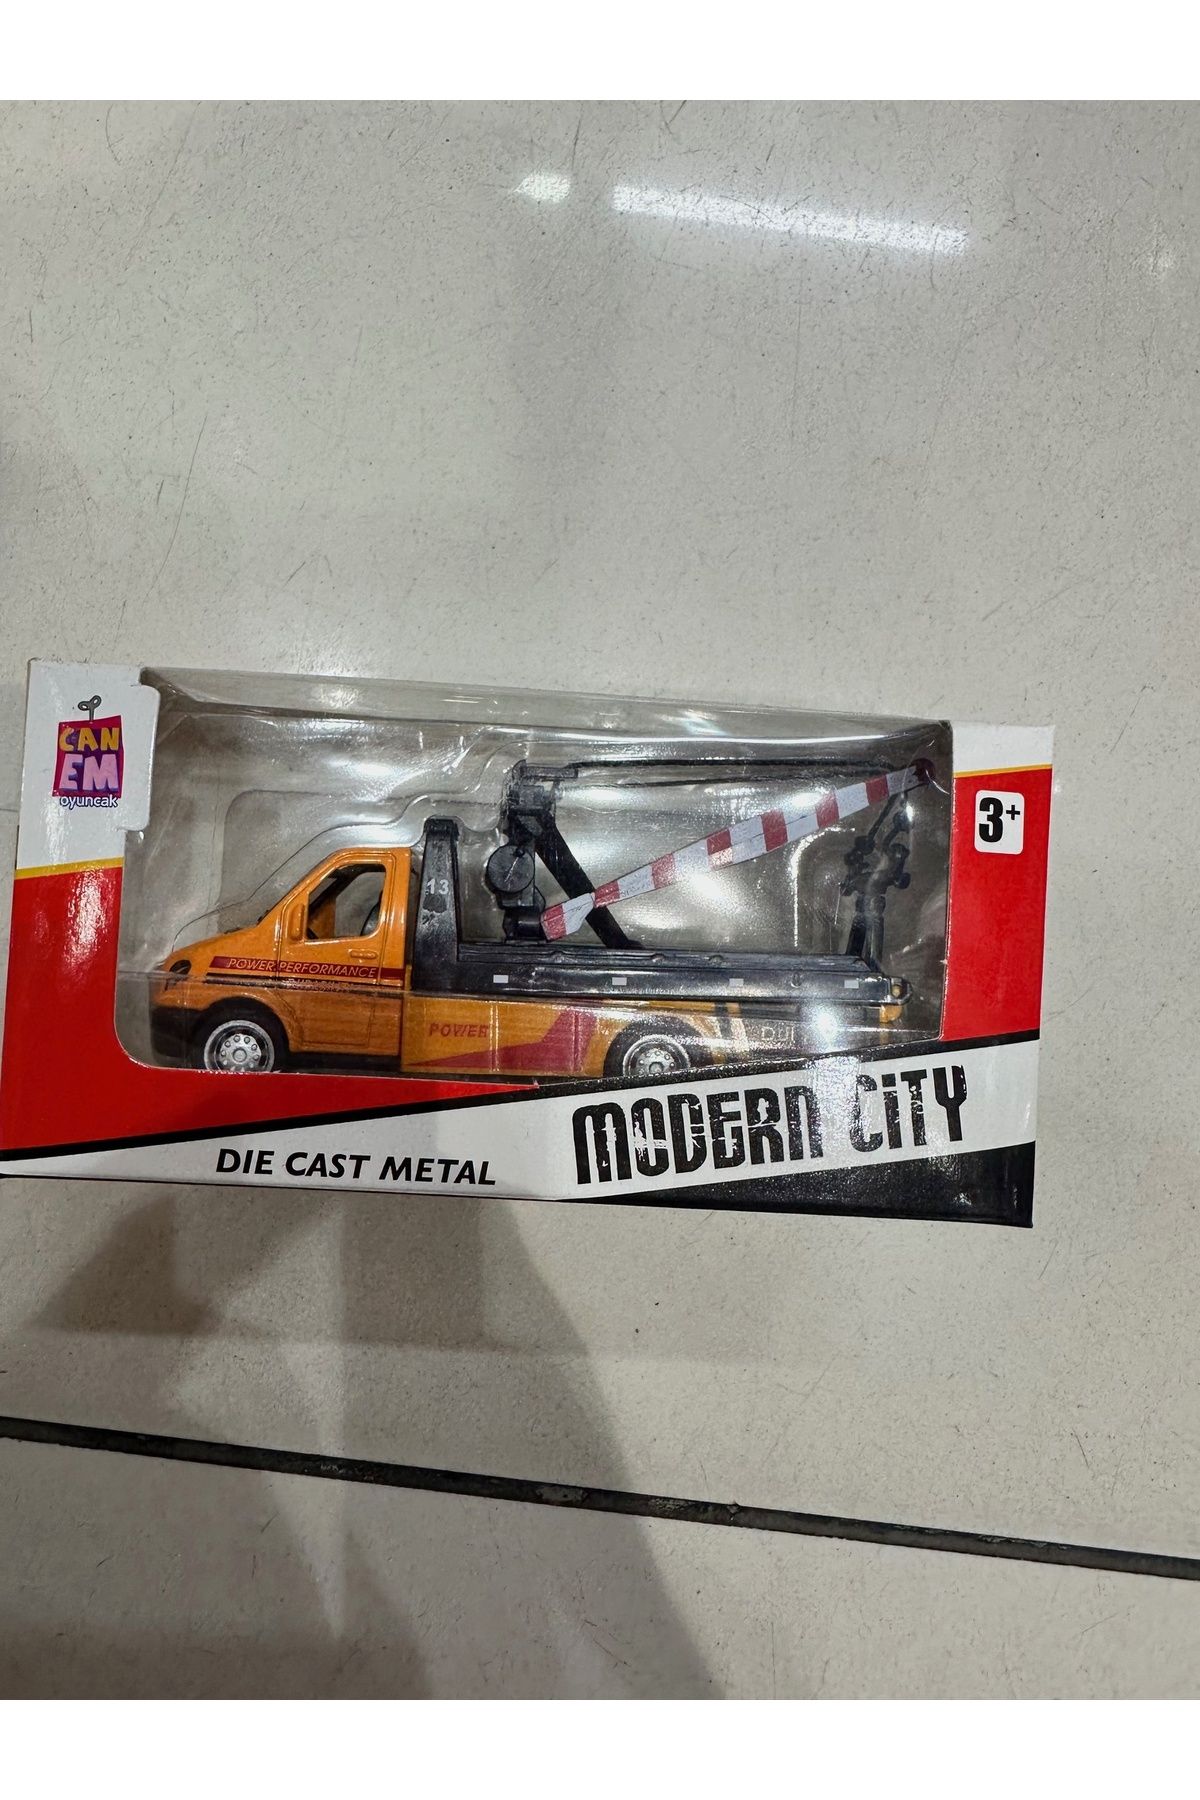 CAN
EM
oyuncak
3+
13
POWER PERFORMANCE
POWER
DIE CAST METAL
MODERN CiTY